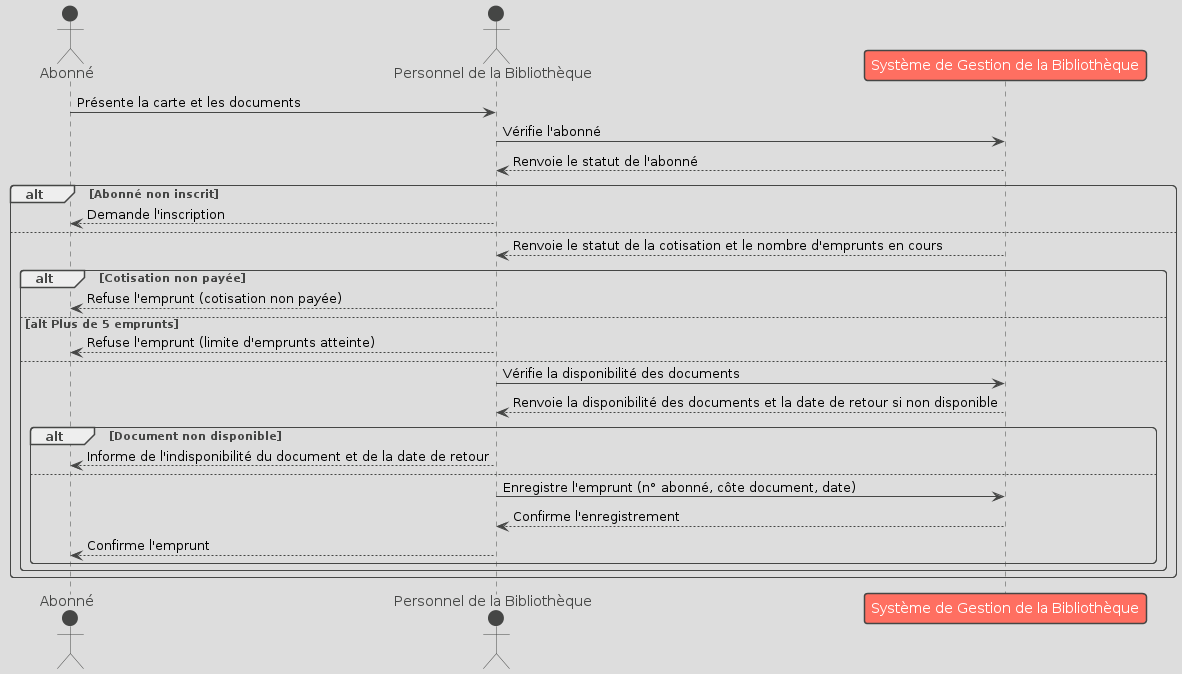 Abonné
Personnel de la Bibliothèque
Système de Gestion de la Bibliothèque
Présente la carte et les documents
Vérifie l'abonné
Renvoie le statut de l'abonné
alt [Abonné non inscrit]
Demande l'inscription
Renvoie le statut de la cotisation et le nombre d'emprunts en cours
alt [Cotisation non payée]
Refuse l'emprunt (cotisation non payée)
[alt Plus de 5 emprunts]
Refuse l'emprunt (limite d'emprunts atteinte)
Vérifie la disponibilité des documents
Renvoie la disponibilité des documents et la date de retour si non disponible
alt [Document non disponible]
Informe de l'indisponibilité du document et de la date de retour
Enregistre l'emprunt (n° abonné, côte document, date)
Confirme l'enregistrement
Confirme l'emprunt
Abonné
Personnel de la Bibliothèque
Système de Gestion de la Bibliothèque